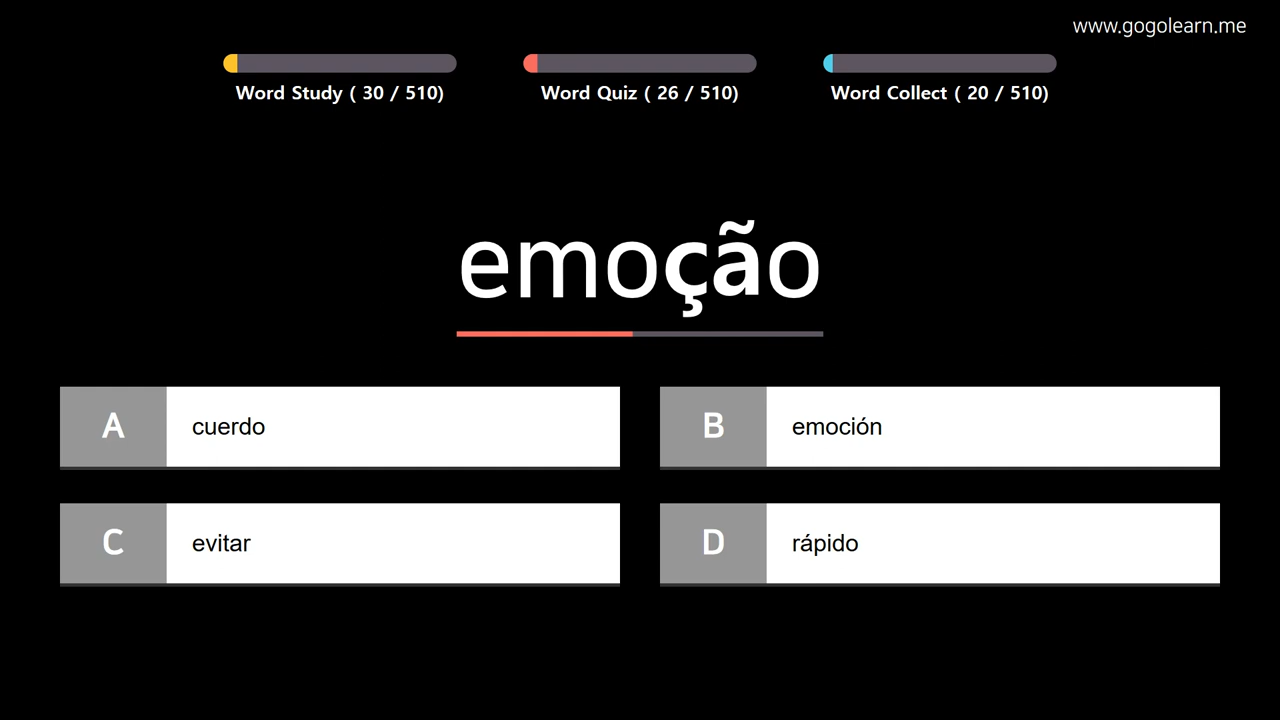 www.gogolearn.me
Word Study ( 30 / 510)
Word Quiz ( 26 / 510)
Word Collect ( 20 / 510)
emoção
A cuerdo
B emoción
C evitar
D rápido